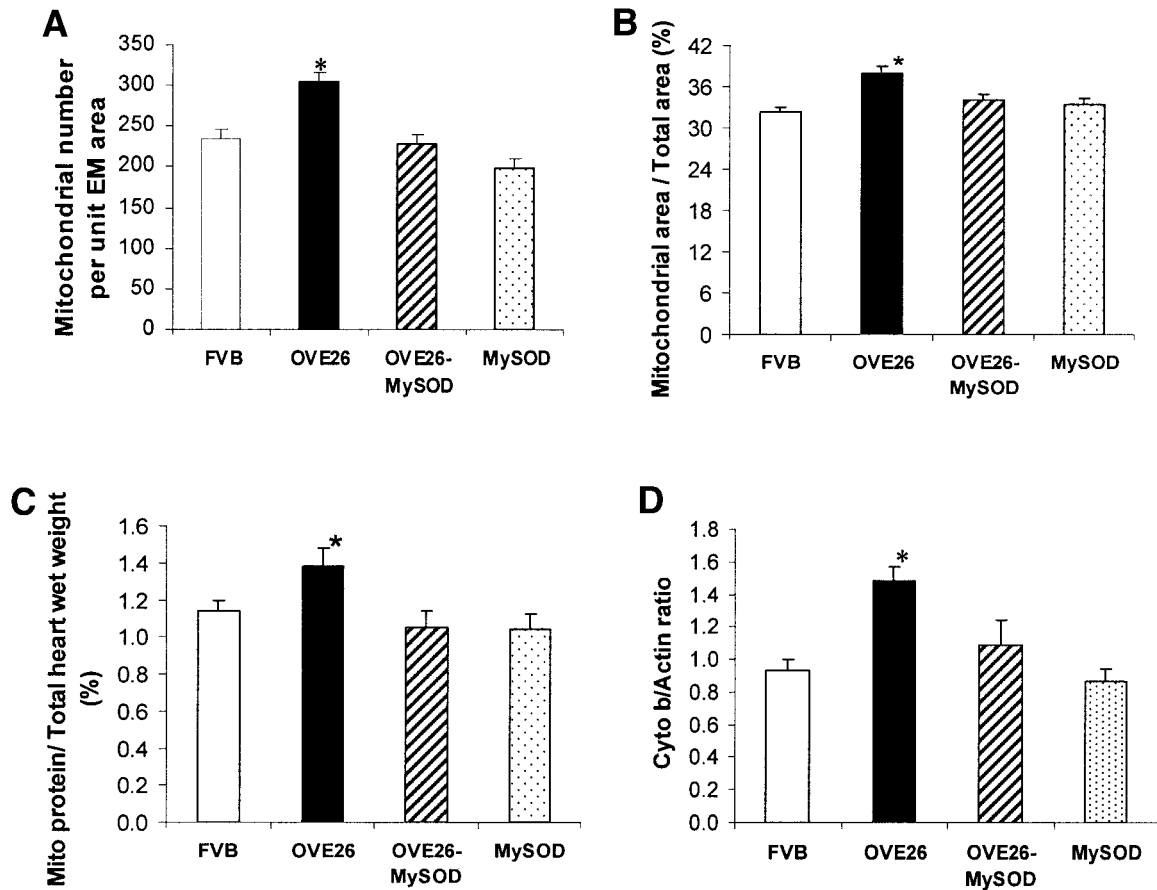 A
Mitochondrial number
per unit EM area
350
300
250
200
150
100
50
0
*
FVB
OVE26
OVE26-
MySOD
MySOD
B
Mitochondrial area / Total area (%)
42
36
30
24
18
12
6
0
*
FVB
OVE26
OVE26-
MySOD
MySOD
C
Mito protein/ Total heart wet weight
(%)
1.6
1.4
1.2
1.0
0.8
0.6
0.4
0.2
0.0
*
FVB
OVE26
OVE26-
MySOD
MySOD
D
Cyto b/Actin ratio
1.8
1.6
1.4
1.2
1.0
0.8
0.6
0.4
0.2
0.0
*
FVB
OVE26
OVE26-
MySOD
MySOD